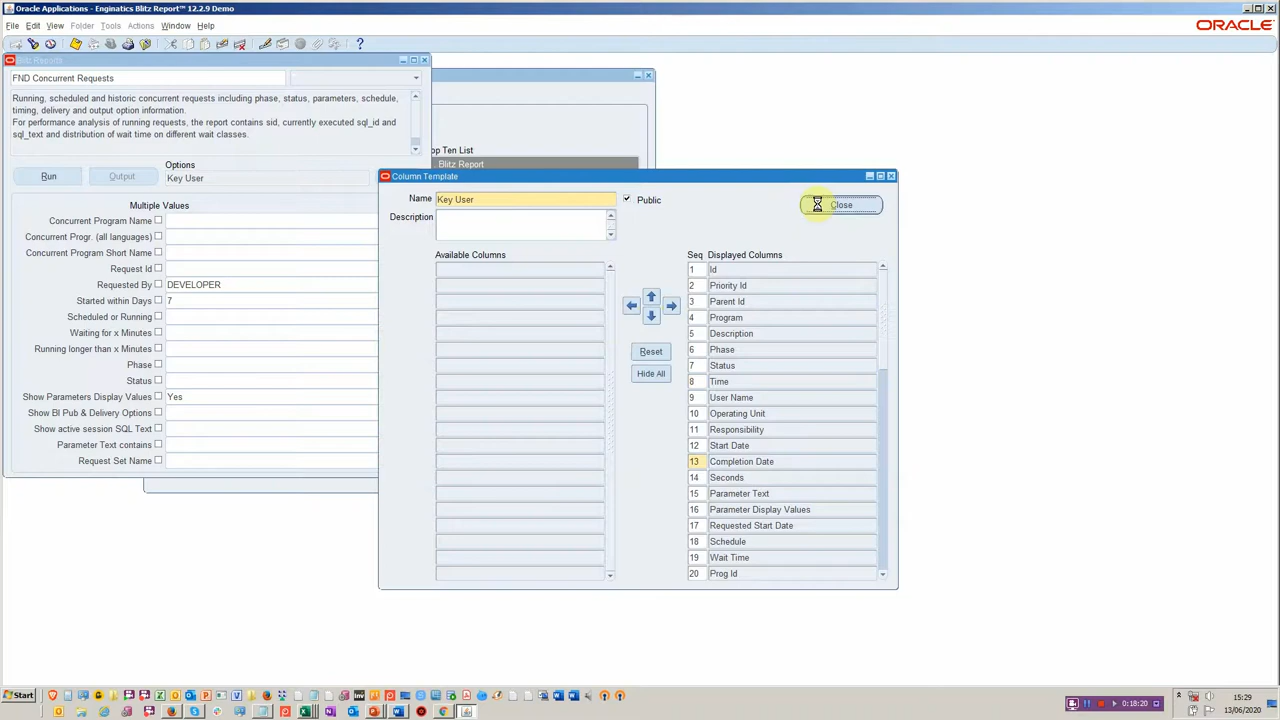 Oracle Applications - Enginatics Blitz Report™ 12.2.9 Demo
File Edit View Folder Tools Actions Window Help
ORACLE
Blitz Reports
FND Concurrent Requests
Running, scheduled and historic concurrent requests including phase, status, parameters, schedule,
timing, delivery and output option information.
For performance analysis of running requests, the report contains sid, currently executed sql_id and
sql_text and distribution of wait time on different wait classes.
op Ten List
Blitz Report
Options
Run Output Key User
Multiple Values
Concurrent Program Name
Concurrent Progr. (all languages)
Concurrent Program Short Name
Request Id
Requested By DEVELOPER
Started within Days 7
Scheduled or Running
Waiting for x Minutes
Running longer than x Minutes
Phase
Status
Show Parameters Display Values Yes
Show BI Pub & Delivery Options
Show active session SQL Text
Parameter Text contains
Request Set Name
Column Template
Name Key User Public Close
Description
Available Columns Seq Displayed Columns
1 Id
2 Priority Id
3 Parent Id
4 Program
5 Description
6 Phase
7 Status
8 Time
9 User Name
10 Operating Unit
11 Responsibility
12 Start Date
13 Completion Date
14 Seconds
15 Parameter Text
16 Parameter Display Values
17 Requested Start Date
18 Schedule
19 Wait Time
20 Prog Id
Reset
Hide All
Start
15:29
0:18:20
13/06/2020